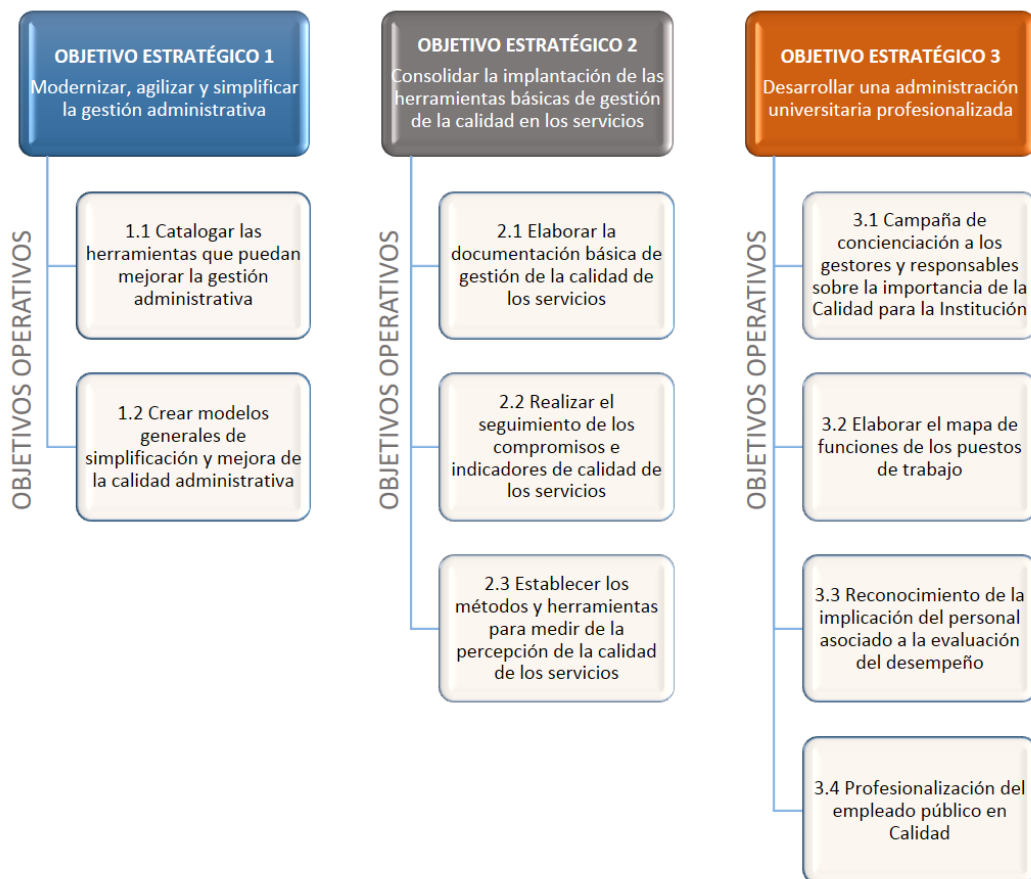 OBJETIVO ESTRATÉGICO 1
Modernizar, agilizar y simplificar
la gestión administrativa
OBJETIVOS OPERATIVOS
1.1 Catalogar las
herramientas que puedan
mejorar la gestión
administrativa
1.2 Crear modelos
generales de
simplificación y mejora de
la calidad administrativa
OBJETIVO ESTRATÉGICO 2
Consolidar la implantación de las
herramientas básicas de gestión
de la calidad en los servicios
OBJETIVOS OPERATIVOS
2.1 Elaborar la
documentación básica de
gestión de la calidad de
los servicios
2.2 Realizar el
seguimiento de los
compromisos e
indicadores de calidad de
los servicios
2.3 Establecer los
métodos y herramientas
para medir de la
percepción de la calidad
de los servicios
OBJETIVO ESTRATÉGICO 3
Desarrollar una administración
universitaria profesionalizada
OBJETIVOS OPERATIVOS
3.1 Campaña de
concienciación a los
gestores y responsables
sobre la importancia de la
Calidad para la Institución
3.2 Elaborar el mapa de
funciones de los puestos
de trabajo
3.3 Reconocimiento de la
implicación del personal
asociado a la evaluación
del desempeño
3.4 Profesionalización del
empleado público en
Calidad